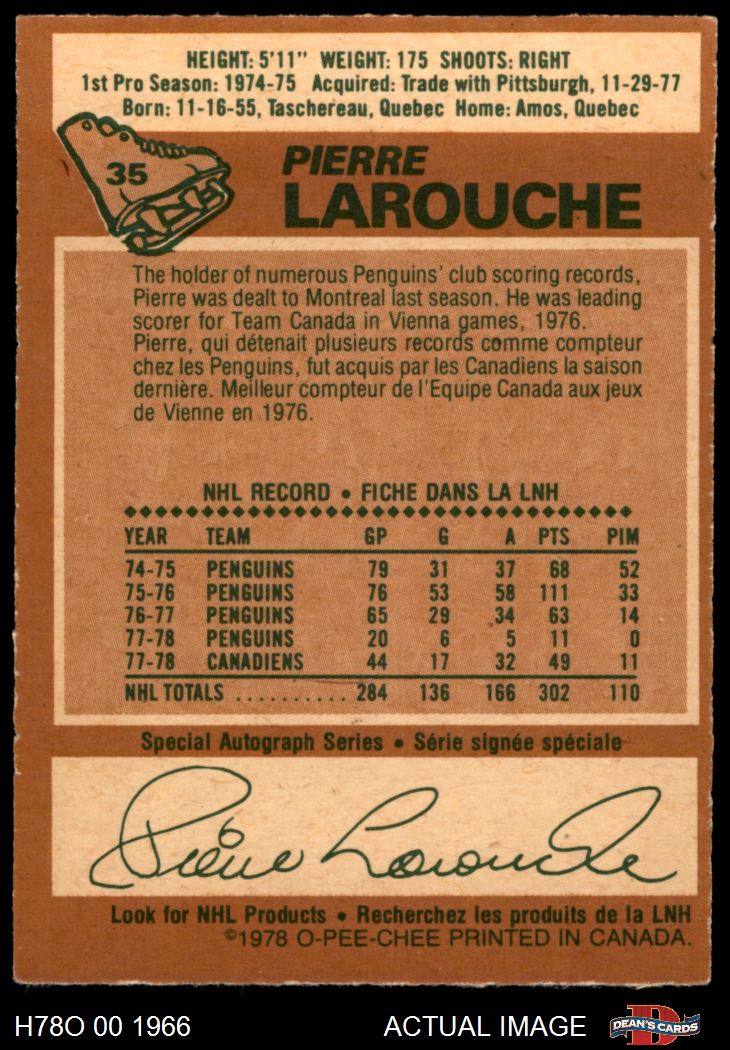 HEIGHT: 5'11" WEIGHT: 175 SHOOTS: RIGHT
1st Pro Season: 1974-75 Acquired: Trade with Pittsburgh, 11-29-77
Born: 11-16-55, Taschereau, Quebec Home: Amos, Quebec
35
PIERRE
LAROUCHE
The holder of numerous Penguins' club scoring records,
Pierre was dealt to Montreal last season. He was leading
scorer for Team Canada in Vienna games, 1976.
Pierre, qui détenait plusieurs records comme compteur
chez les Penguins, fut acquis par les Canadiens la saison
dernière. Meilleur compteur de l'Equipe Canada aux jeux
de Vienne en 1976.
NHL RECORD • FICHE DANS LA LNH
YEAR TEAM GP G A PTS PIM
74-75 PENGUINS 79 31 37 68 52
75-76 PENGUINS 76 53 58 111 33
76-77 PENGUINS 65 29 34 63 14
77-78 PENGUINS 20 6 5 11 0
77-78 CANADIENS 44 17 32 49 11
NHL TOTALS .......... 284 136 166 302 110
Special Autograph Series • Série signée spéciale
Pierre Larouche
Look for NHL Products • Recherchez les produits de la LNH
©1978 O-PEE-CHEE PRINTED IN CANADA.
H78O 00 1966 ACTUAL IMAGE DEAN'S CARDS